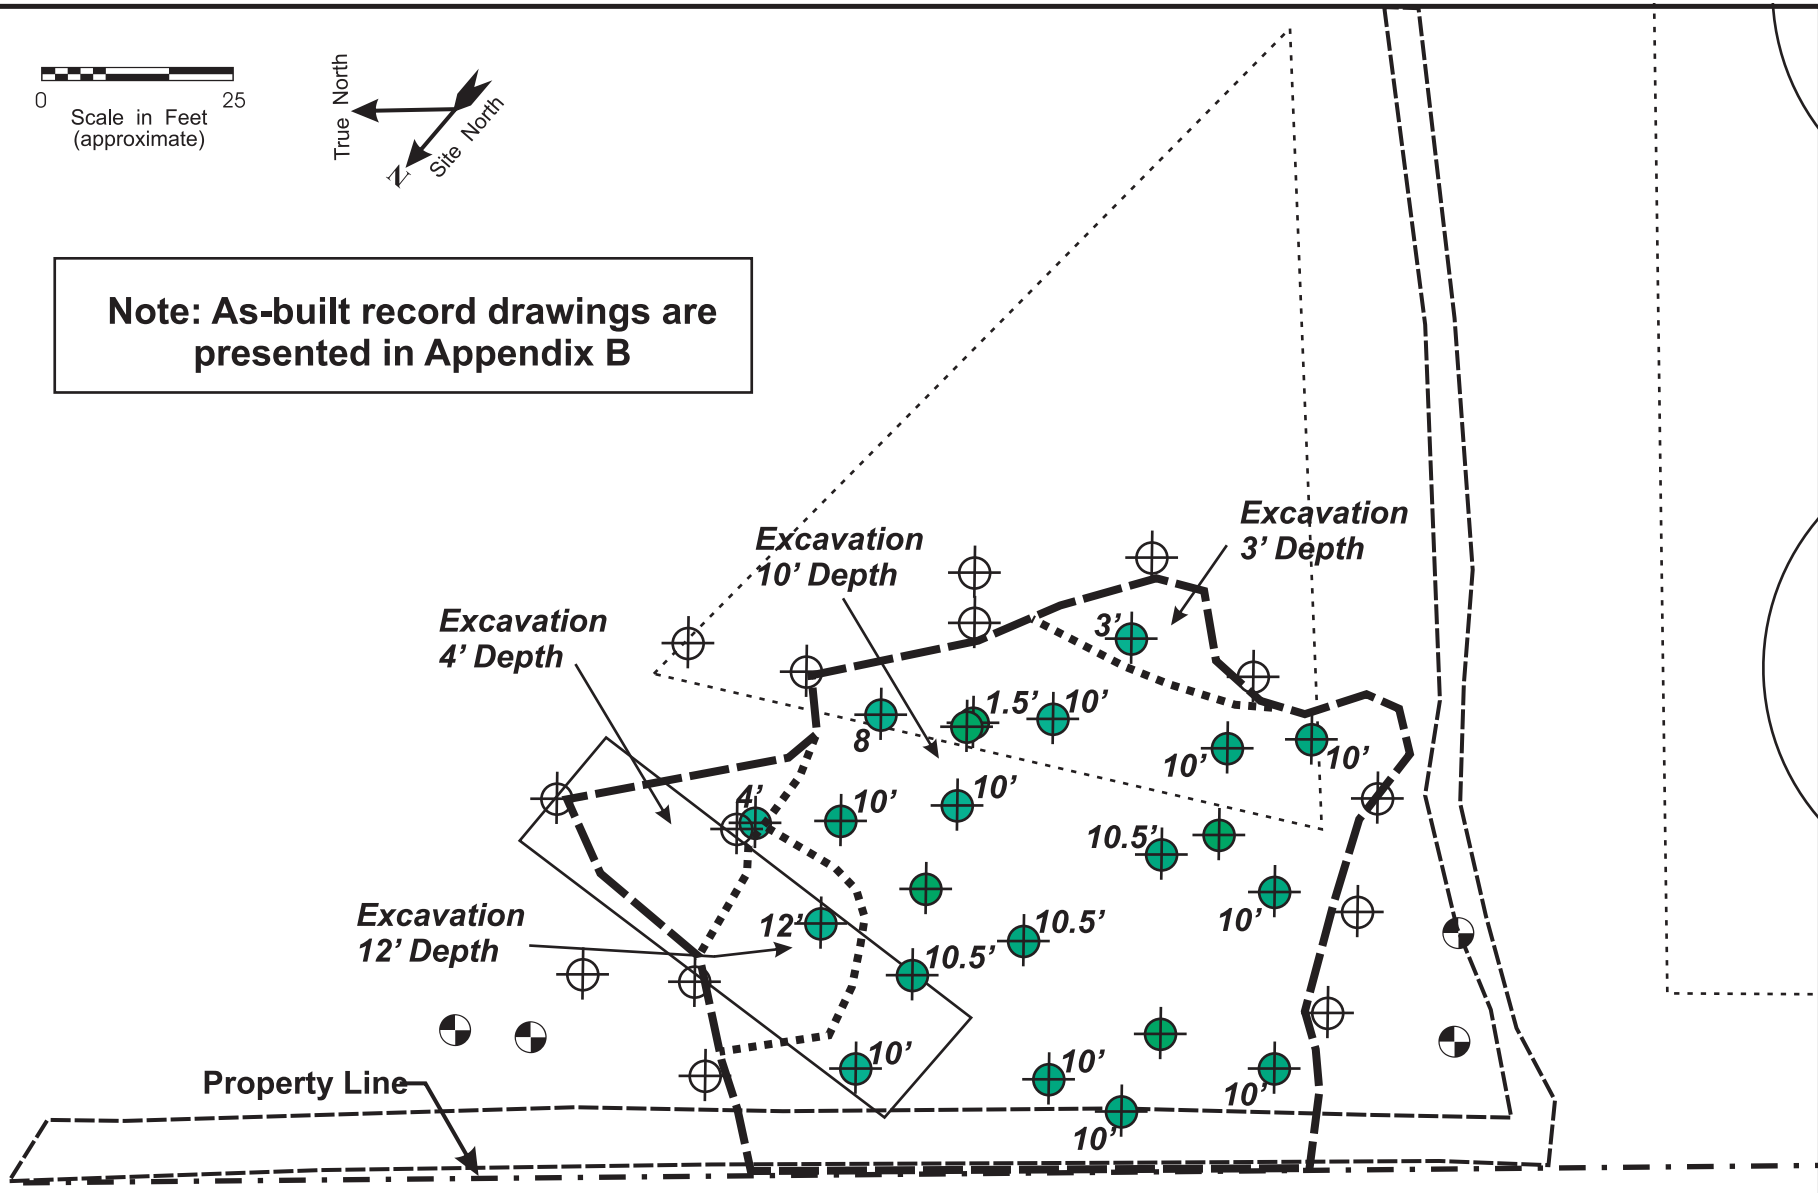 0 25
Scale in Feet
(approximate)
True North
Site North
N
Note: As-built record drawings are
presented in Appendix B
Excavation
3' Depth
Excavation
10' Depth
Excavation
4' Depth
3'
1.5'
10'
8
10'
10'
4'
10'
10'
10.5'
10'
Excavation
12' Depth
12'
10.5'
10.5'
10'
10'
10'
10'
Property Line